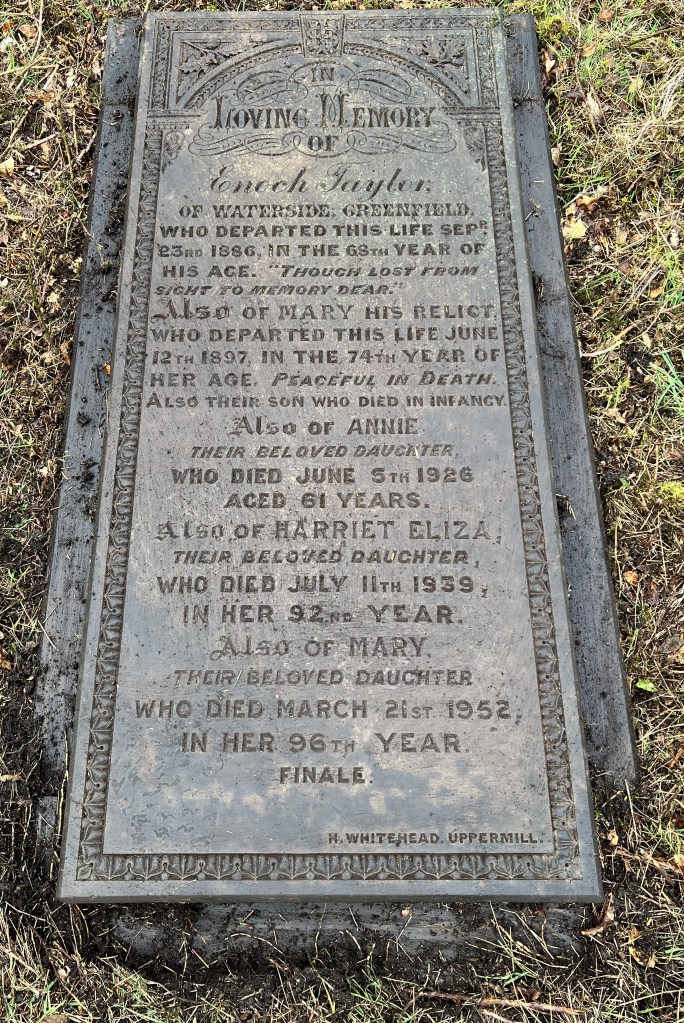 IN
LOVING MEMORY
OF
Enoch Taylor,
OF WATERSIDE, GREENFIELD,
WHO DEPARTED THIS LIFE SEPR
23RD 1886, IN THE 68TH YEAR OF
HIS AGE. "THOUGH LOST FROM
SIGHT TO MEMORY DEAR."
Also OF MARY HIS RELICT,
WHO DEPARTED THIS LIFE JUNE
12TH 1897, IN THE 74TH YEAR OF
HER AGE. PEACEFUL IN DEATH.
ALSO THEIR SON WHO DIED IN INFANCY.
Also OF ANNIE
THEIR BELOVED DAUGHTER,
WHO DIED JUNE 5TH 1926
AGED 61 YEARS.
Also OF HARRIET ELIZA,
THEIR BELOVED DAUGHTER,
WHO DIED JULY 11TH 1939,
IN HER 92ND YEAR.
Also OF MARY,
THEIR BELOVED DAUGHTER
WHO DIED MARCH 21ST. 1952,
IN HER 96TH YEAR.
FINALE.
H. WHITEHEAD. UPPERMILL.